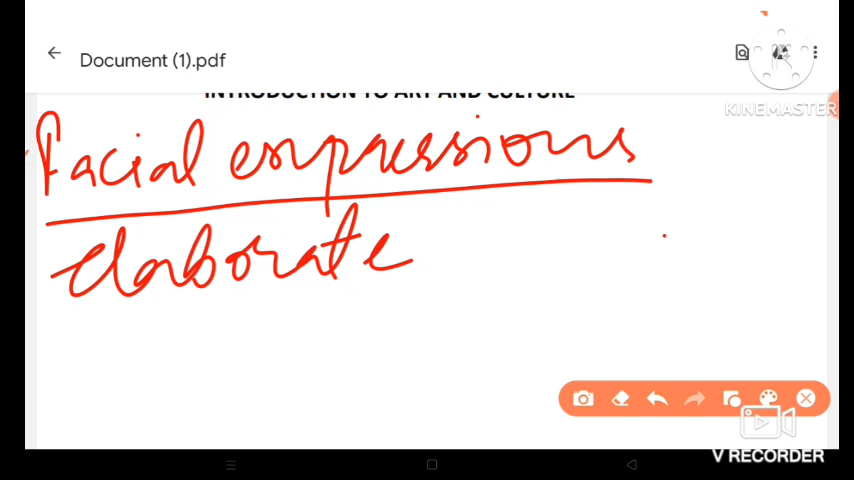 Document (1).pdf
KINEMASTER
INTRODUCTION TO ART AND CULTURE
Facial expressions
elaborate
V RECORDER